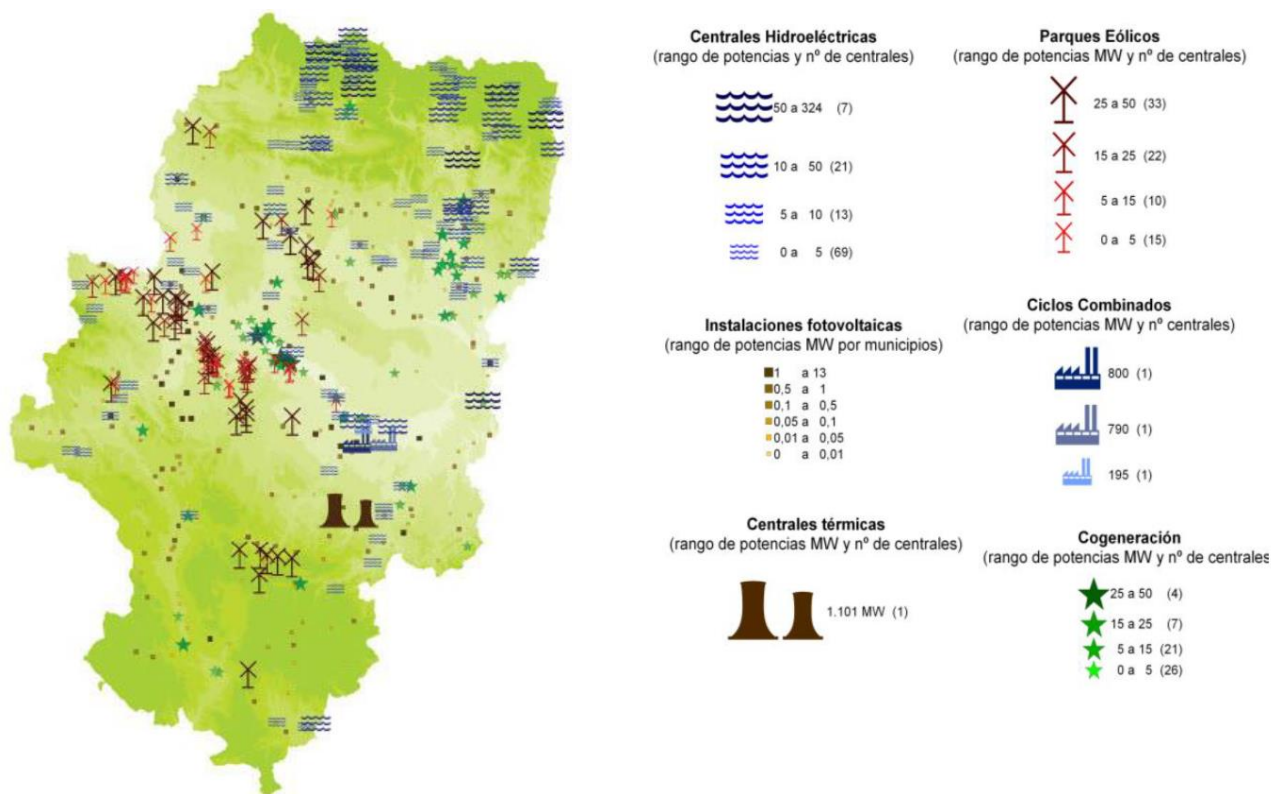 Centrales Hidroeléctricas
(rango de potencias y nº de centrales)
50 a 324 (7)
10 a 50 (21)
5 a 10 (13)
0 a 5 (69)
Parques Eólicos
(rango de potencias MW y nº de centrales)
25 a 50 (33)
15 a 25 (22)
5 a 15 (10)
0 a 5 (15)
Instalaciones fotovoltaicas
(rango de potencias MW por municipios)
1 a 13
0,5 a 1
0,1 a 0,5
0,05 a 0,1
0,01 a 0,05
0 a 0,01
Ciclos Combinados
(rango de potencias MW y nº centrales)
800 (1)
790 (1)
195 (1)
Centrales térmicas
(rango de potencias MW y nº de centrales)
1.101 MW (1)
Cogeneración
(rango de potencias MW y nº de centrales
25 a 50 (4)
15 a 25 (7)
5 a 15 (21)
0 a 5 (26)